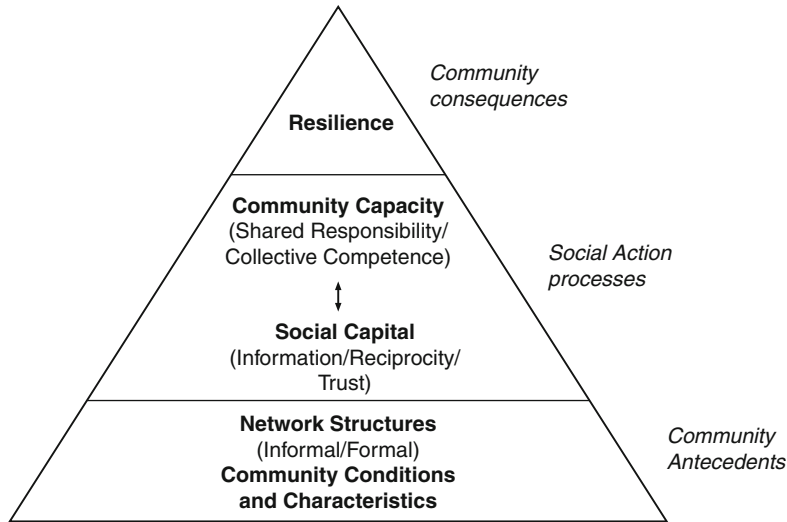 Community
consequences
Resilience
Community Capacity
(Shared Responsibility/
Collective Competence)
Social Action
processes
Social Capital
(Information/Reciprocity/
Trust)
Network Structures
(Informal/Formal)
Community Conditions
and Characteristics
Community
Antecedents